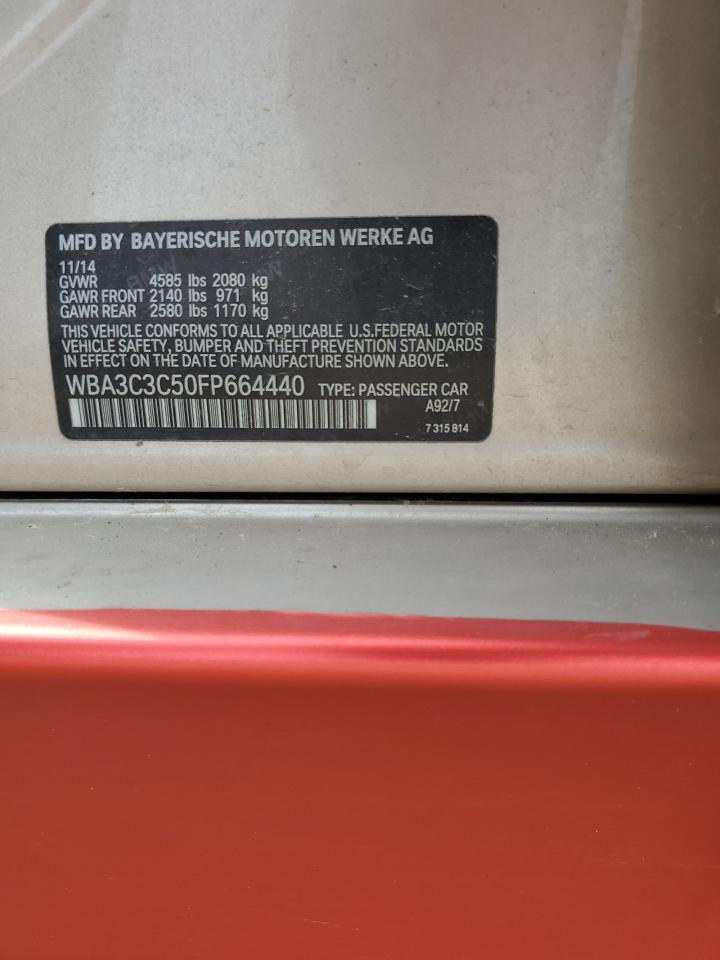 MFD BY BAYERISCHE MOTOREN WERKE AG
11/14
GVWR 4585 lbs 2080 kg
GAWR FRONT 2140 lbs 971 kg
GAWR REAR 2580 lbs 1170 kg
THIS VEHICLE CONFORMS TO ALL APPLICABLE U.S.FEDERAL MOTOR
VEHICLE SAFETY, BUMPER AND THEFT PREVENTION STANDARDS
IN EFFECT ON THE DATE OF MANUFACTURE SHOWN ABOVE.
WBA3C3C50FP664440 TYPE: PASSENGER CAR
A92/7
7 315 814